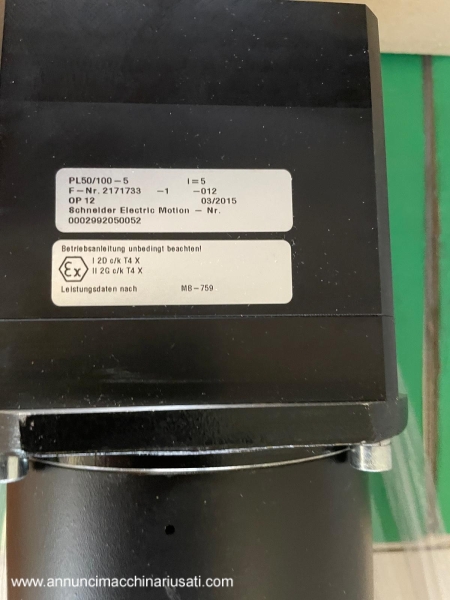 PL50/100-5 I=5
F-Nr. 2171733 -1 -012
OP 12 03/2015
Schneider Electric Motion - Nr.
0002992050052
Betriebsanleitung unbedingt beachten!
Ex I 2D c/k T4 X
II 2G c/k T4 X
Leistungsdaten nach MB-759
www.annuncimacchinariusati.com